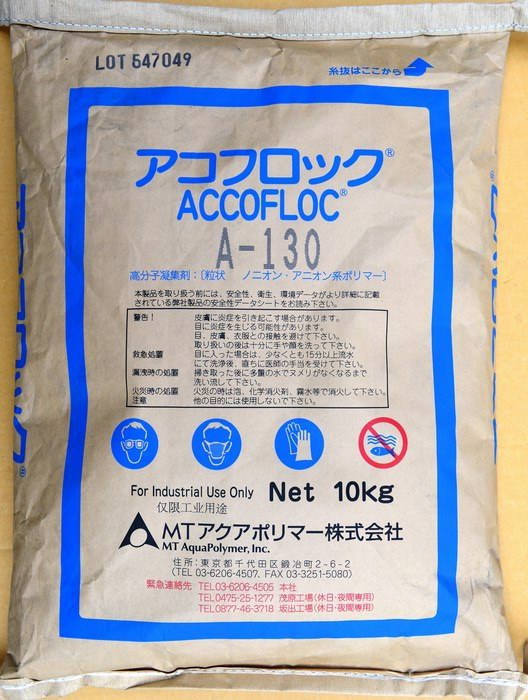 LOT 547049
糸抜はここから
アコフロック®
ACCOFLOC®
A-130
高分子凝集剤:〔粒状 ノニオン・アニオン系ポリマー〕
本製品を取り扱う前には、安全性、衛生、環境データがより詳細に記載
されている弊社製品の安全性データシートをお読み下さい。
警告! 皮膚に炎症を引き起こす場合があります。
目に炎症を生じる可能性があります。
目、皮膚、衣服との接触を避けて下さい。
取り扱いの後は十分に手や顔を洗って下さい。
救急処置 目に入った場合は、少なくとも15分以上流水
にて洗浄後、直ちに医師の手当を受けて下さい。
漏洩時の処置 掃き取った後に多量の水でヌメリがなくなるまで
洗い流して下さい。
火災時の処置 火災の時は泡、化学消火剤、霧水等で消火して下さい。
注意 他の目的には使用しないで下さい。
For Industrial Use Only Net 10kg
仅限工业用途
MTアクアポリマー株式会社
MT AquaPolymer, Inc.
住所:東京都千代田区鍛冶町2-6-2
(TEL 03-6206-4507, FAX 03-3251-5080)
緊急連絡先 TEL03-6206-4505 本社
TEL0475-25-1277 茂原工場(休日・夜間専用)
TEL0877-46-3718 坂出工場(休日・夜間専用)
アコフロック